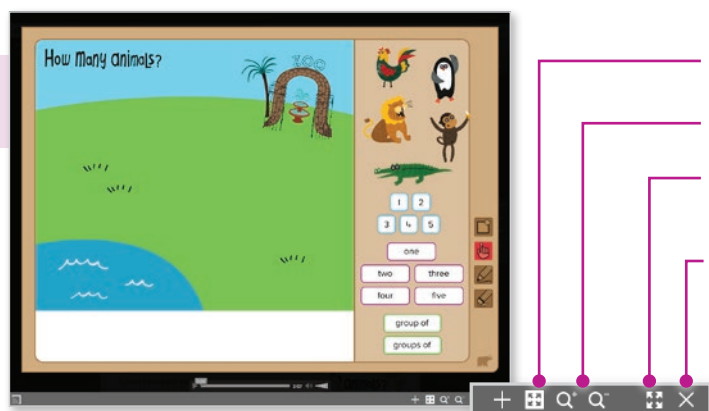 How many animals?
ZOO
1 2
3 4 5
one
two three
four five
group of
groups of